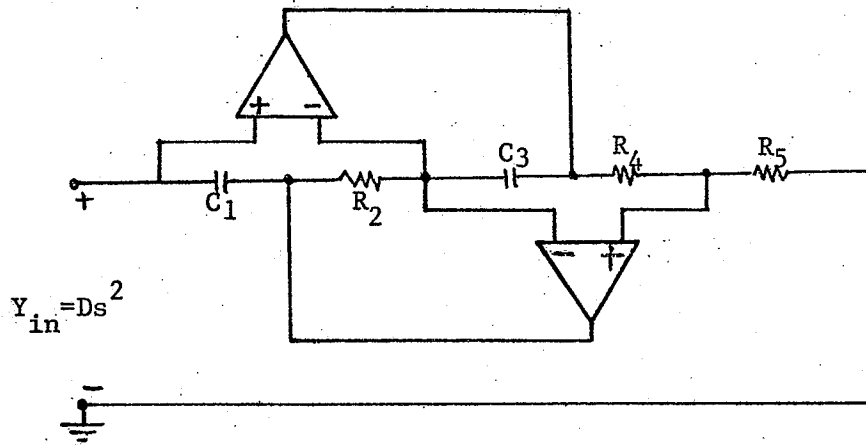 + -
C3
R4
R5
+
C1
R2
- +
Yin=Ds2
-